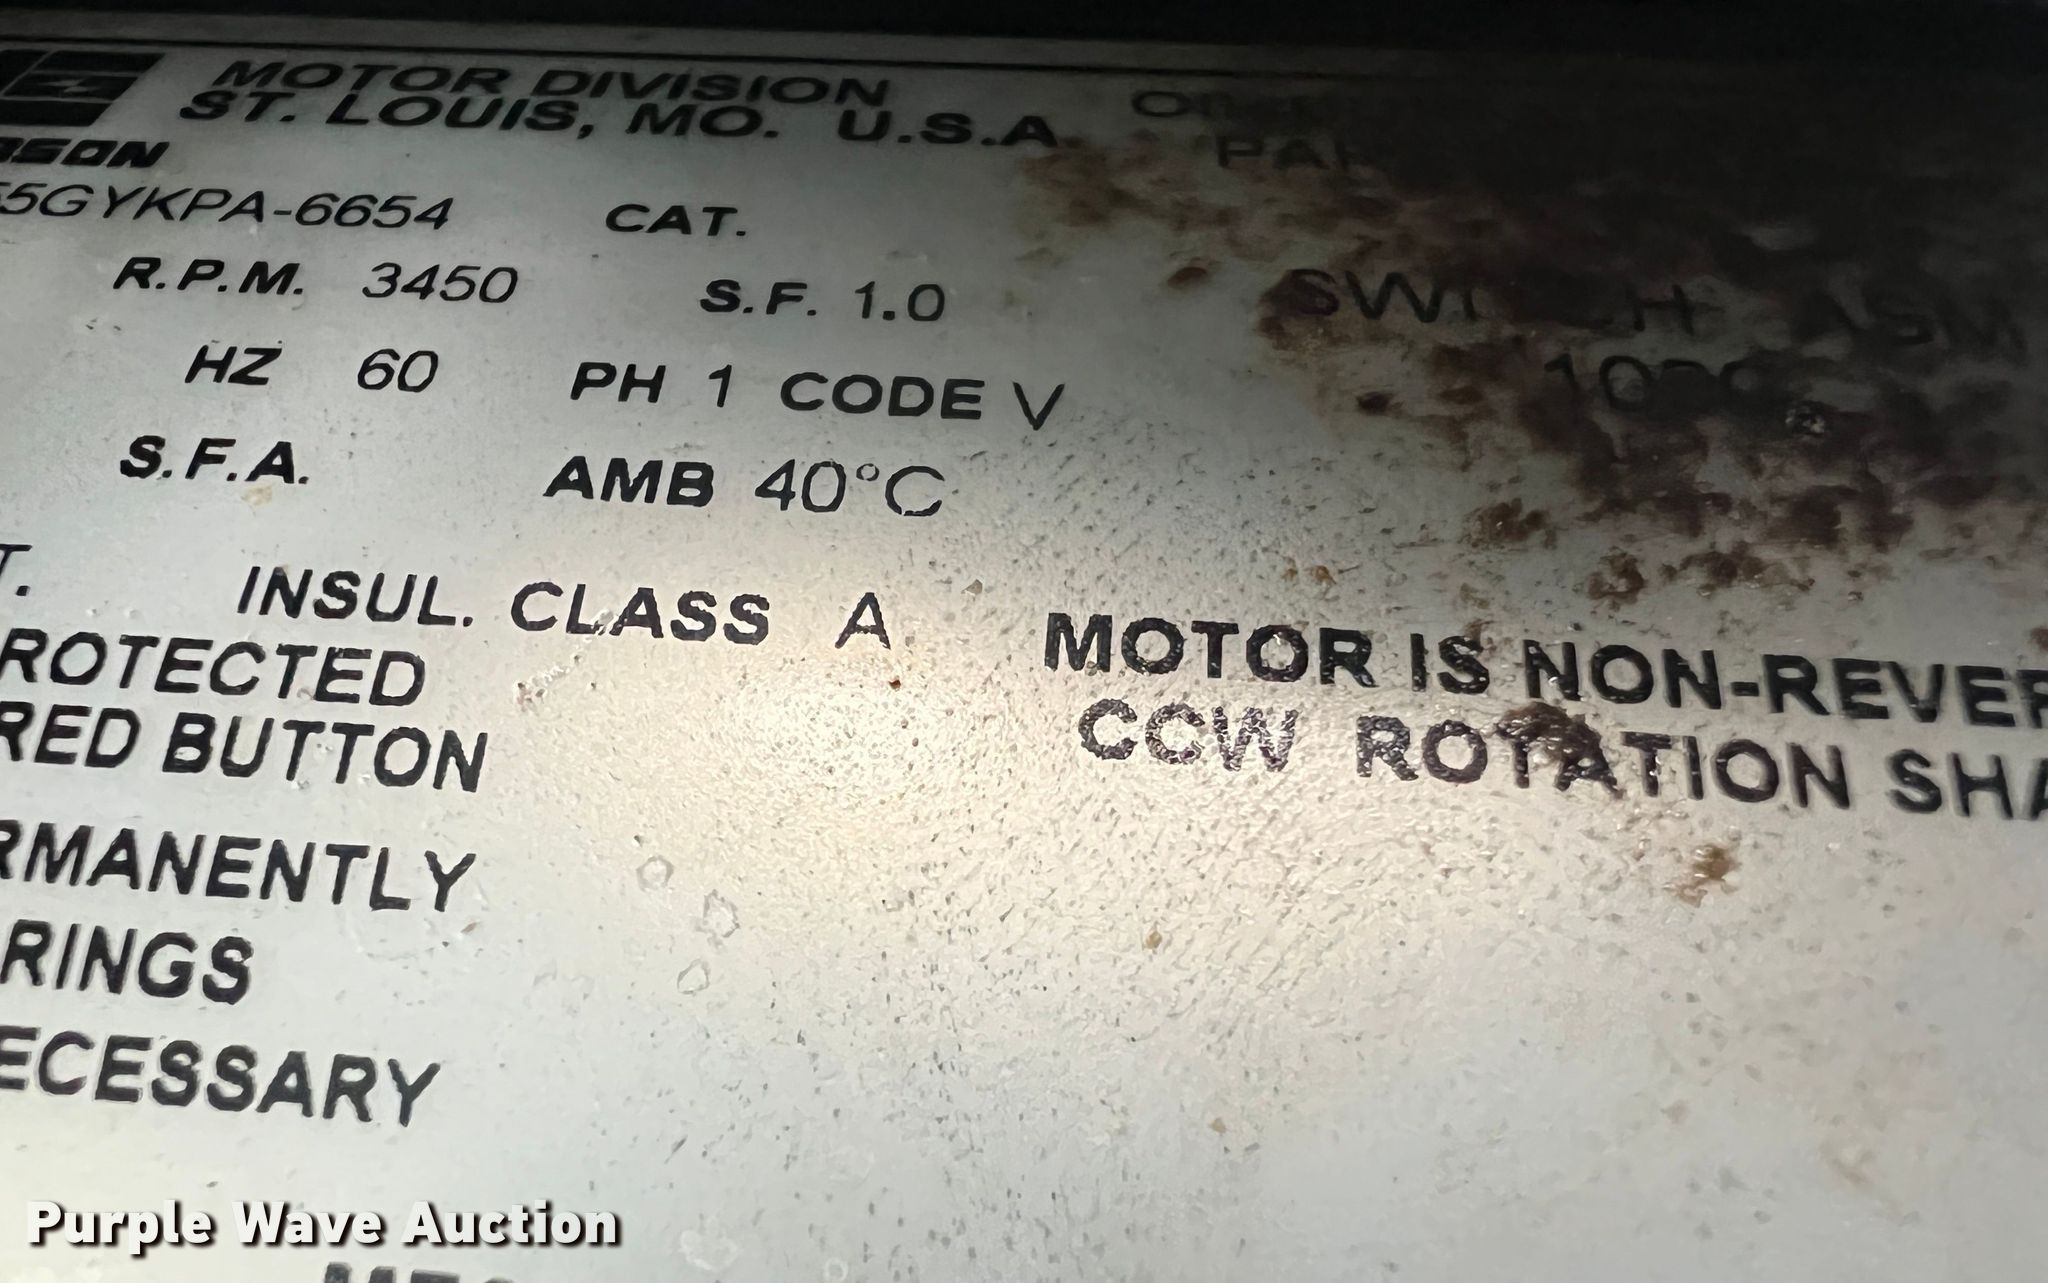 MOTOR DIVISION
ST. LOUIS, MO. U.S.A.
55GYKPA-6654 CAT.
R.P.M. 3450 S.F. 1.0
HZ 60 PH 1 CODE V
S.F.A. AMB 40°C
T. INSUL. CLASS A
ROTECTED
RED BUTTON
RMANENTLY
RINGS
ECESSARY
MOTOR IS NON-REVER
CCW ROTATION SHA
Purple Wave Auction